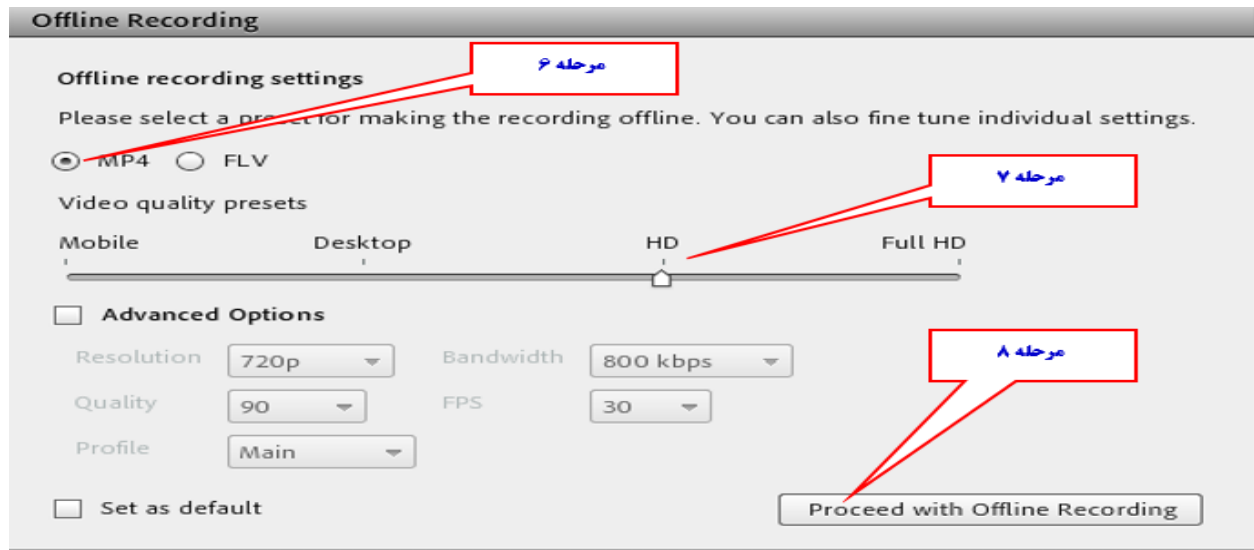 Offline Recording
مرحله ۶
Offline recording settings
Please select a preset for making the recording offline. You can also fine tune individual settings.
MP4 FLV
مرحله ۷
Video quality presets
Mobile Desktop HD Full HD
Advanced Options
Resolution 720p Bandwidth 800 kbps
مرحله ۸
Quality 90 FPS 30
Profile Main
Set as default Proceed with Offline Recording